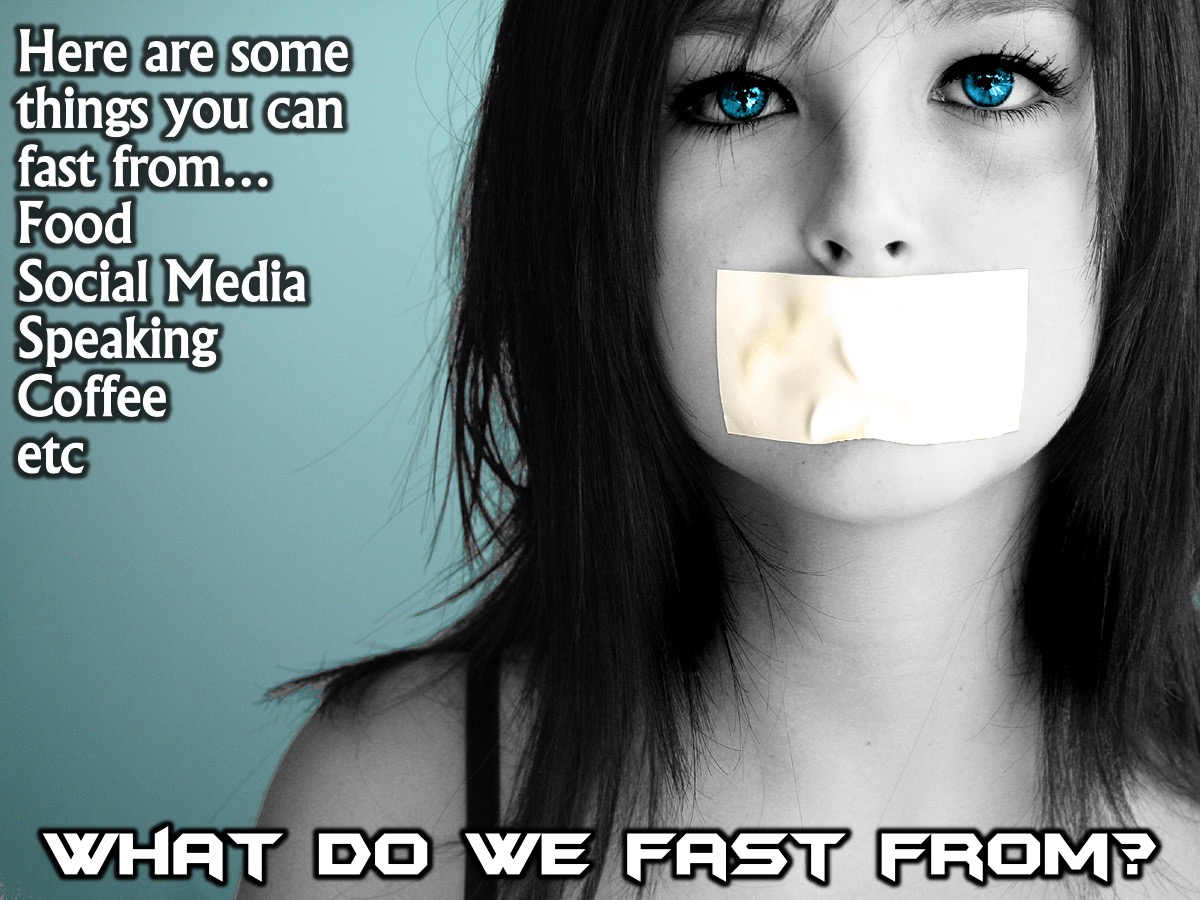 Here are some
things you can
fast from...
Food
Social Media
Speaking
Coffee
etc
WHAT DO WE FAST FROM?